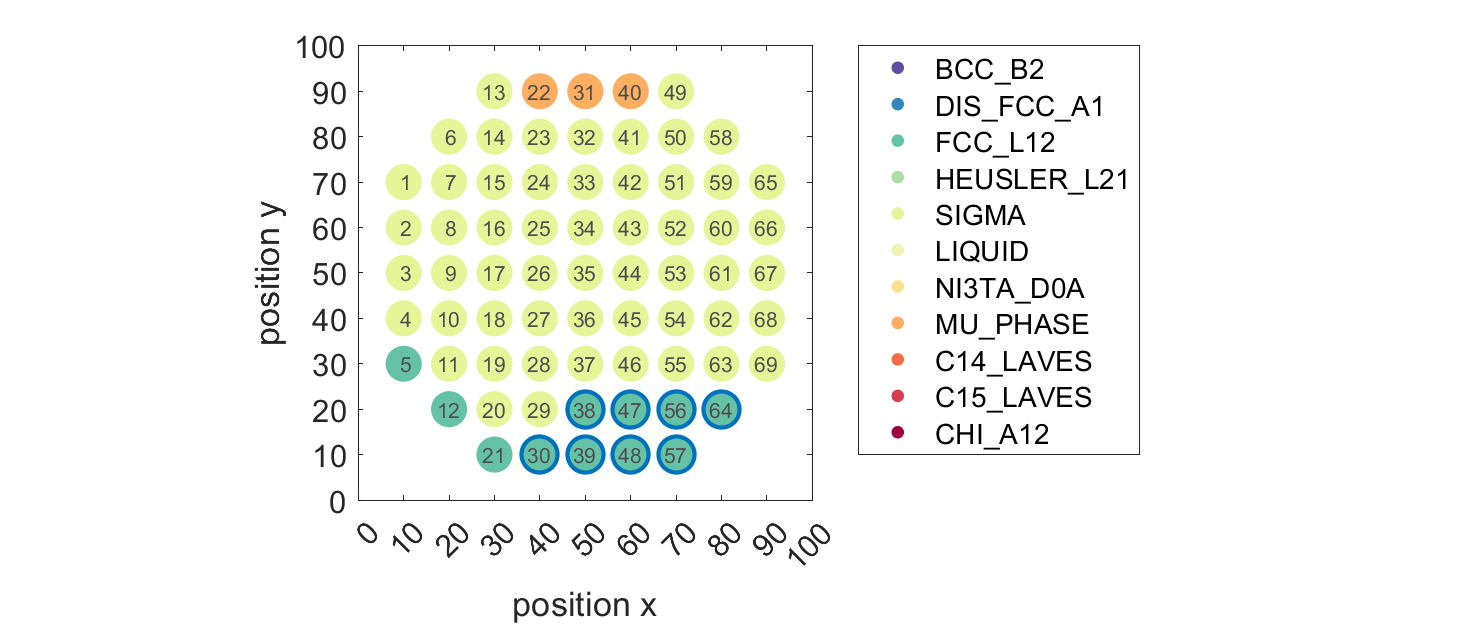 100
90 13 22 31 40 49
80 6 14 23 32 41 50 58
70 1 7 15 24 33 42 51 59 65
60 2 8 16 25 34 43 52 60 66
50 3 9 17 26 35 44 53 61 67
40 4 10 18 27 36 45 54 62 68
30 5 11 19 28 37 46 55 63 69
20 12 20 29 38 47 56 64
10 21 30 39 48 57
0
0 10 20 30 40 50 60 70 80 90 100
position x
position y
BCC_B2
DIS_FCC_A1
FCC_L12
HEUSLER_L21
SIGMA
LIQUID
NI3TA_D0A
MU_PHASE
C14_LAVES
C15_LAVES
CHI_A12